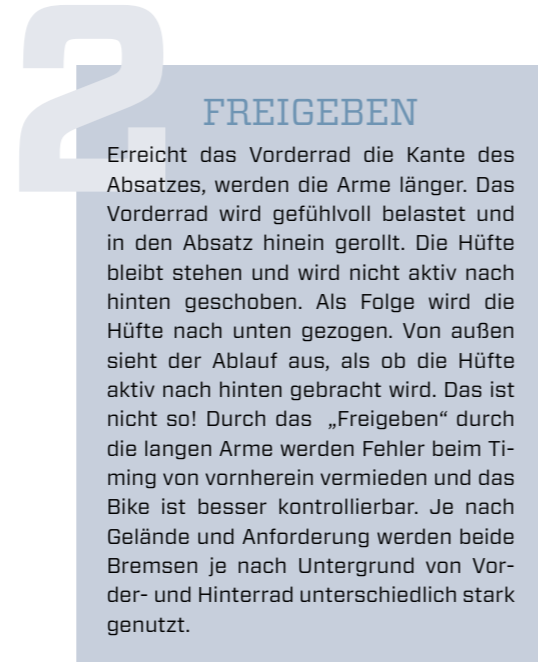 2
FREIGEBEN
Erreicht das Vorderrad die Kante des
Absatzes, werden die Arme länger. Das
Vorderrad wird gefühlvoll belastet und
in den Absatz hinein gerollt. Die Hüfte
bleibt stehen und wird nicht aktiv nach
hinten geschoben. Als Folge wird die
Hüfte nach unten gezogen. Von außen
sieht der Ablauf aus, als ob die Hüfte
aktiv nach hinten gebracht wird. Das ist
nicht so! Durch das „Freigeben“ durch
die langen Arme werden Fehler beim Ti-
ming von vornherein vermieden und das
Bike ist besser kontrollierbar. Je nach
Gelände und Anforderung werden beide
Bremsen je nach Untergrund von Vor-
der- und Hinterrad unterschiedlich stark
genutzt.